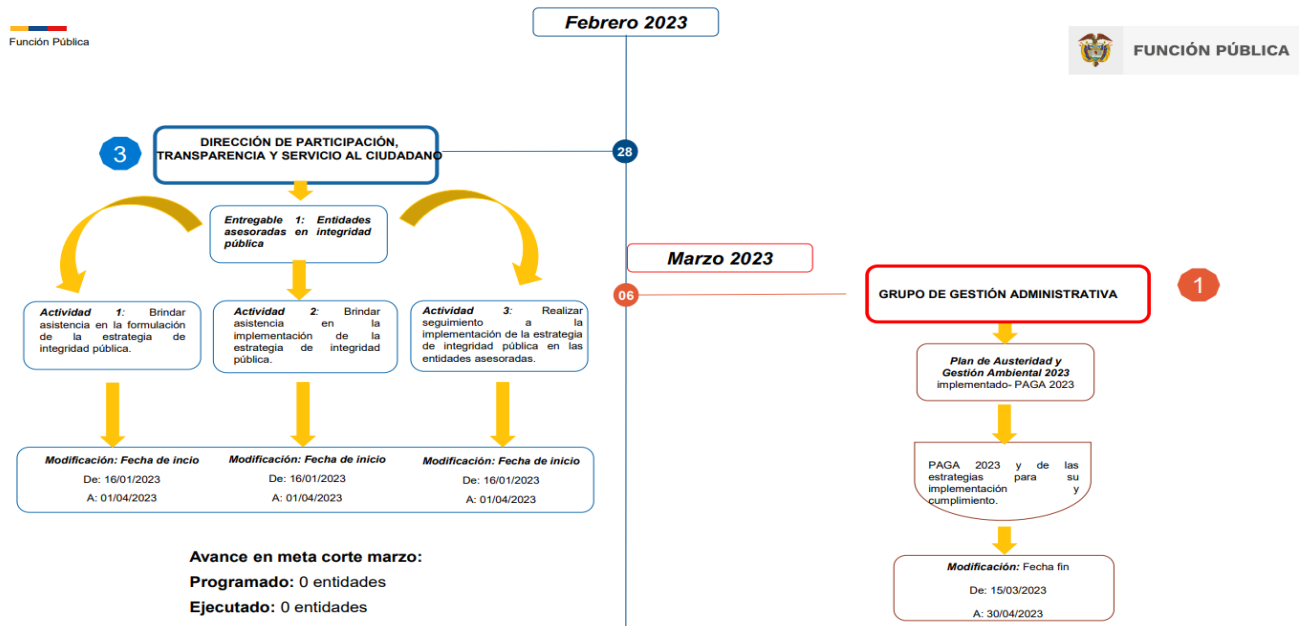 Febrero 2023
Función Pública
FUNCIÓN PÚBLICA
3
DIRECCIÓN DE PARTICIPACIÓN,
TRANSPARENCIA Y SERVICIO AL CIUDADANO
28
Entregable 1: Entidades
asesoradas en integridad
pública
Actividad 1: Brindar
asistencia en la formulación
de la estrategia de
integridad pública.
Actividad 2: Brindar
asistencia en la
implementación de la
estrategia de integridad
pública.
Actividad 3: Realizar
seguimiento a la
implementación de la estrategia
de integridad pública en las
entidades asesoradas.
Modificación: Fecha de incio
De: 16/01/2023
A: 01/04/2023
Modificación: Fecha de inicio
De: 16/01/2023
A: 01/04/2023
Modificación: Fecha de inicio
De: 16/01/2023
A: 01/04/2023
Avance en meta corte marzo:
Programado: 0 entidades
Ejecutado: 0 entidades
Marzo 2023
06
GRUPO DE GESTIÓN ADMINISTRATIVA
1
Plan de Austeridad y
Gestión Ambiental 2023
implementado- PAGA 2023
PAGA 2023 y de las
estrategias para su
implementación y
cumplimiento.
Modificación: Fecha fin
De: 15/03/2023
A: 30/04/2023